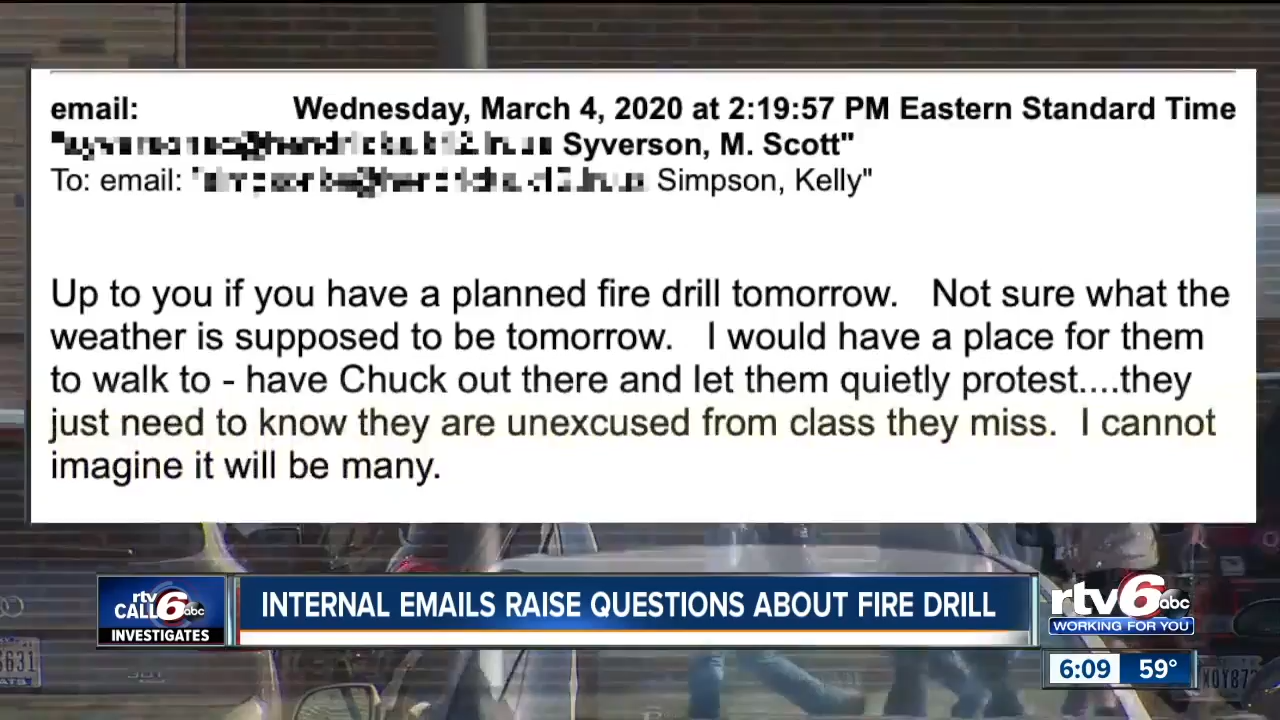 email: Wednesday, March 4, 2020 at 2:19:57 PM Eastern Standard Time
Syverson, M. Scott"
To: email: " Simpson, Kelly"
Up to you if you have a planned fire drill tomorrow. Not sure what the
weather is supposed to be tomorrow. I would have a place for them
to walk to - have Chuck out there and let them quietly protest....they
just need to know they are unexcused from class they miss. I cannot
imagine it will be many.
rtv
CALL 6 abc
INVESTIGATES
INTERNAL EMAILS RAISE QUESTIONS ABOUT FIRE DRILL
rtv6 abc
WORKING FOR YOU
6:09 59°